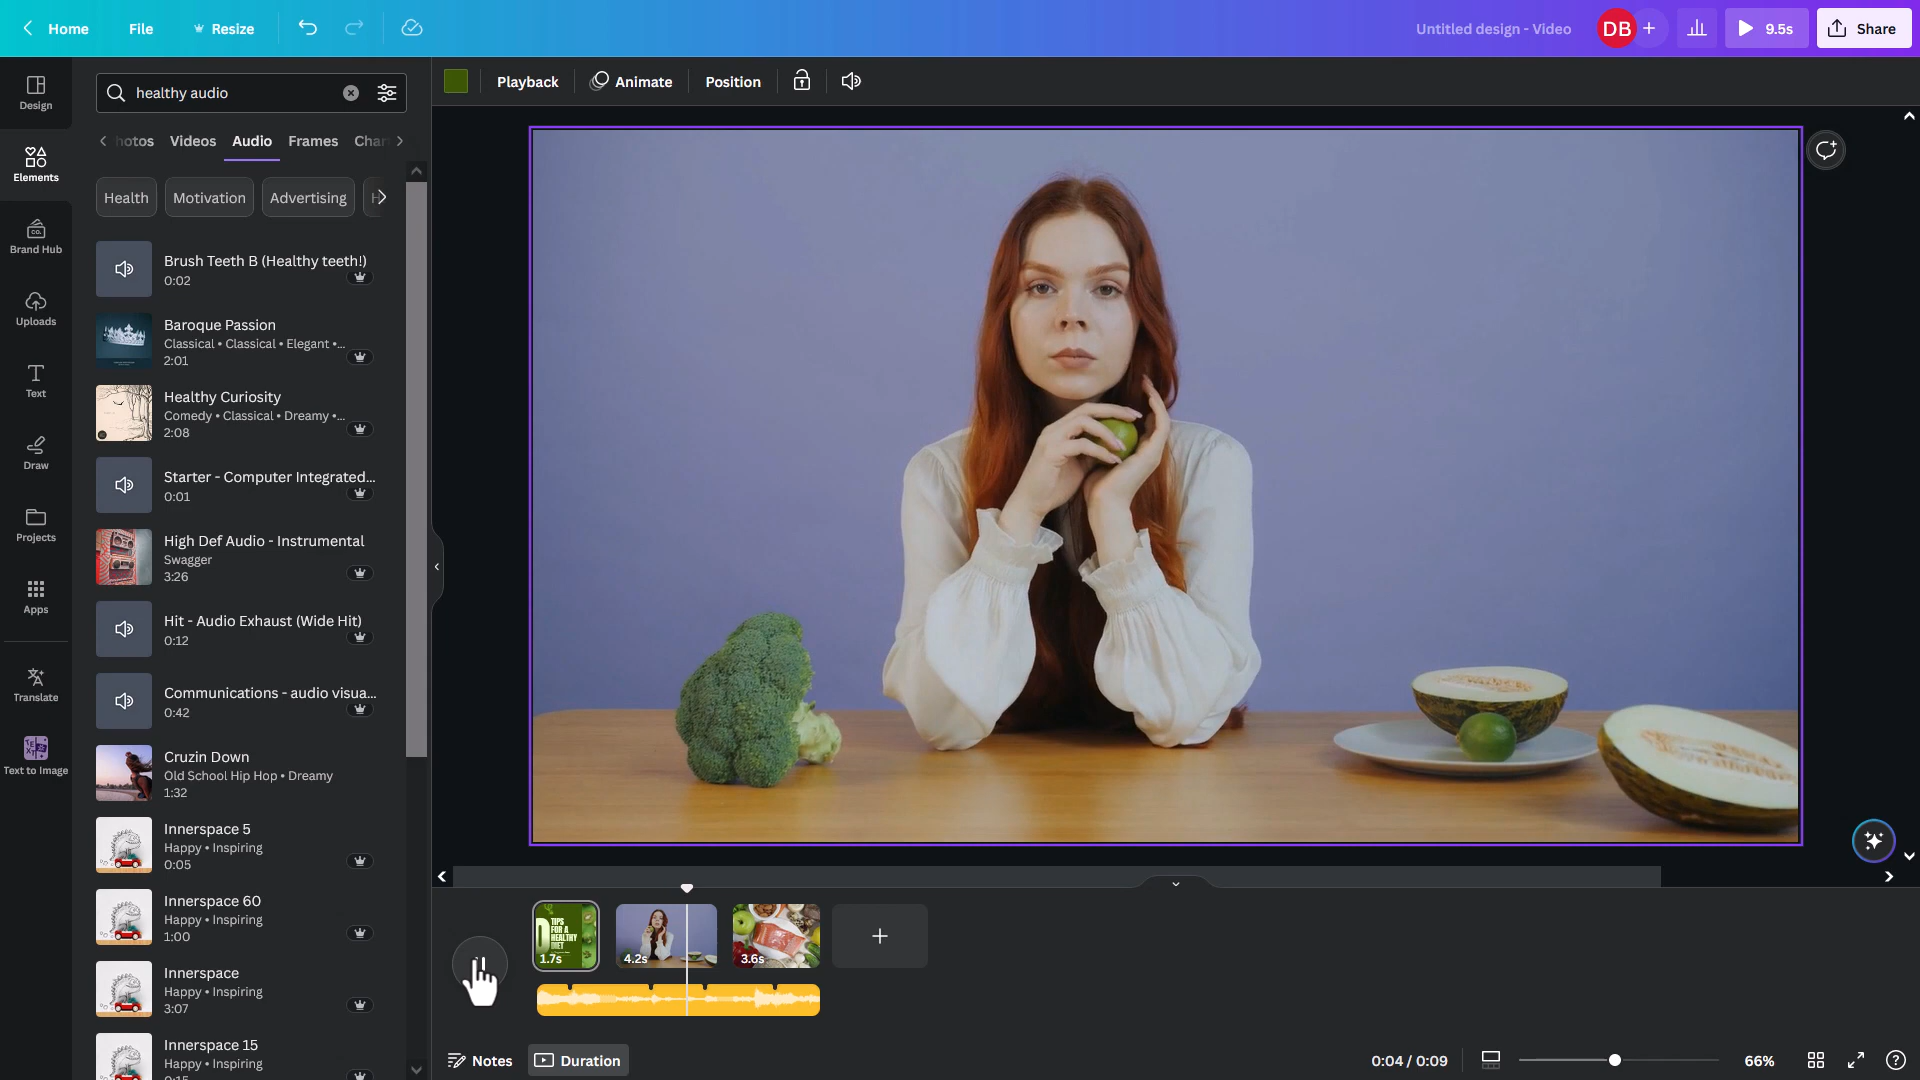 Home
File
Resize
Untitled design - Video
DB
9.5s
Share
Design
Elements
Brand Hub
Uploads
Text
Draw
Projects
Apps
Translate
Text to Image
healthy audio
hotos
Videos
Audio
Frames
Char
Health
Motivation
Advertising
Brush Teeth B (Healthy teeth!)
0:02
Baroque Passion
Classical • Classical • Elegant •...
2:01
Healthy Curiosity
Comedy • Classical • Dreamy •...
2:08
Starter - Computer Integrated...
0:01
High Def Audio - Instrumental
Swagger
3:26
Hit - Audio Exhaust (Wide Hit)
0:12
Communications - audio visua...
0:42
Cruzin Down
Old School Hip Hop • Dreamy
1:32
Innerspace 5
Happy • Inspiring
0:05
Innerspace 60
Happy • Inspiring
1:00
Innerspace
Happy • Inspiring
3:07
Innerspace 15
Happy • Inspiring
0:15
Playback
Animate
Position
TIPS
FOR A
HEALTHY
DIET
1.7s
4.2s
3.6s
Notes
Duration
0:04 / 0:09
66%